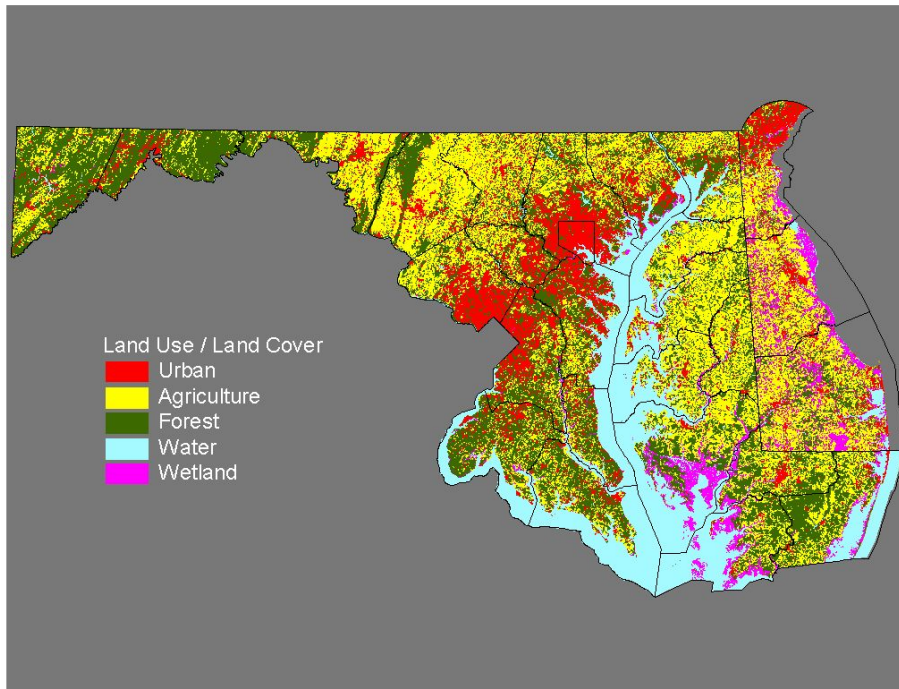 Land Use / Land Cover
Urban
Agriculture
Forest
Water
Wetland